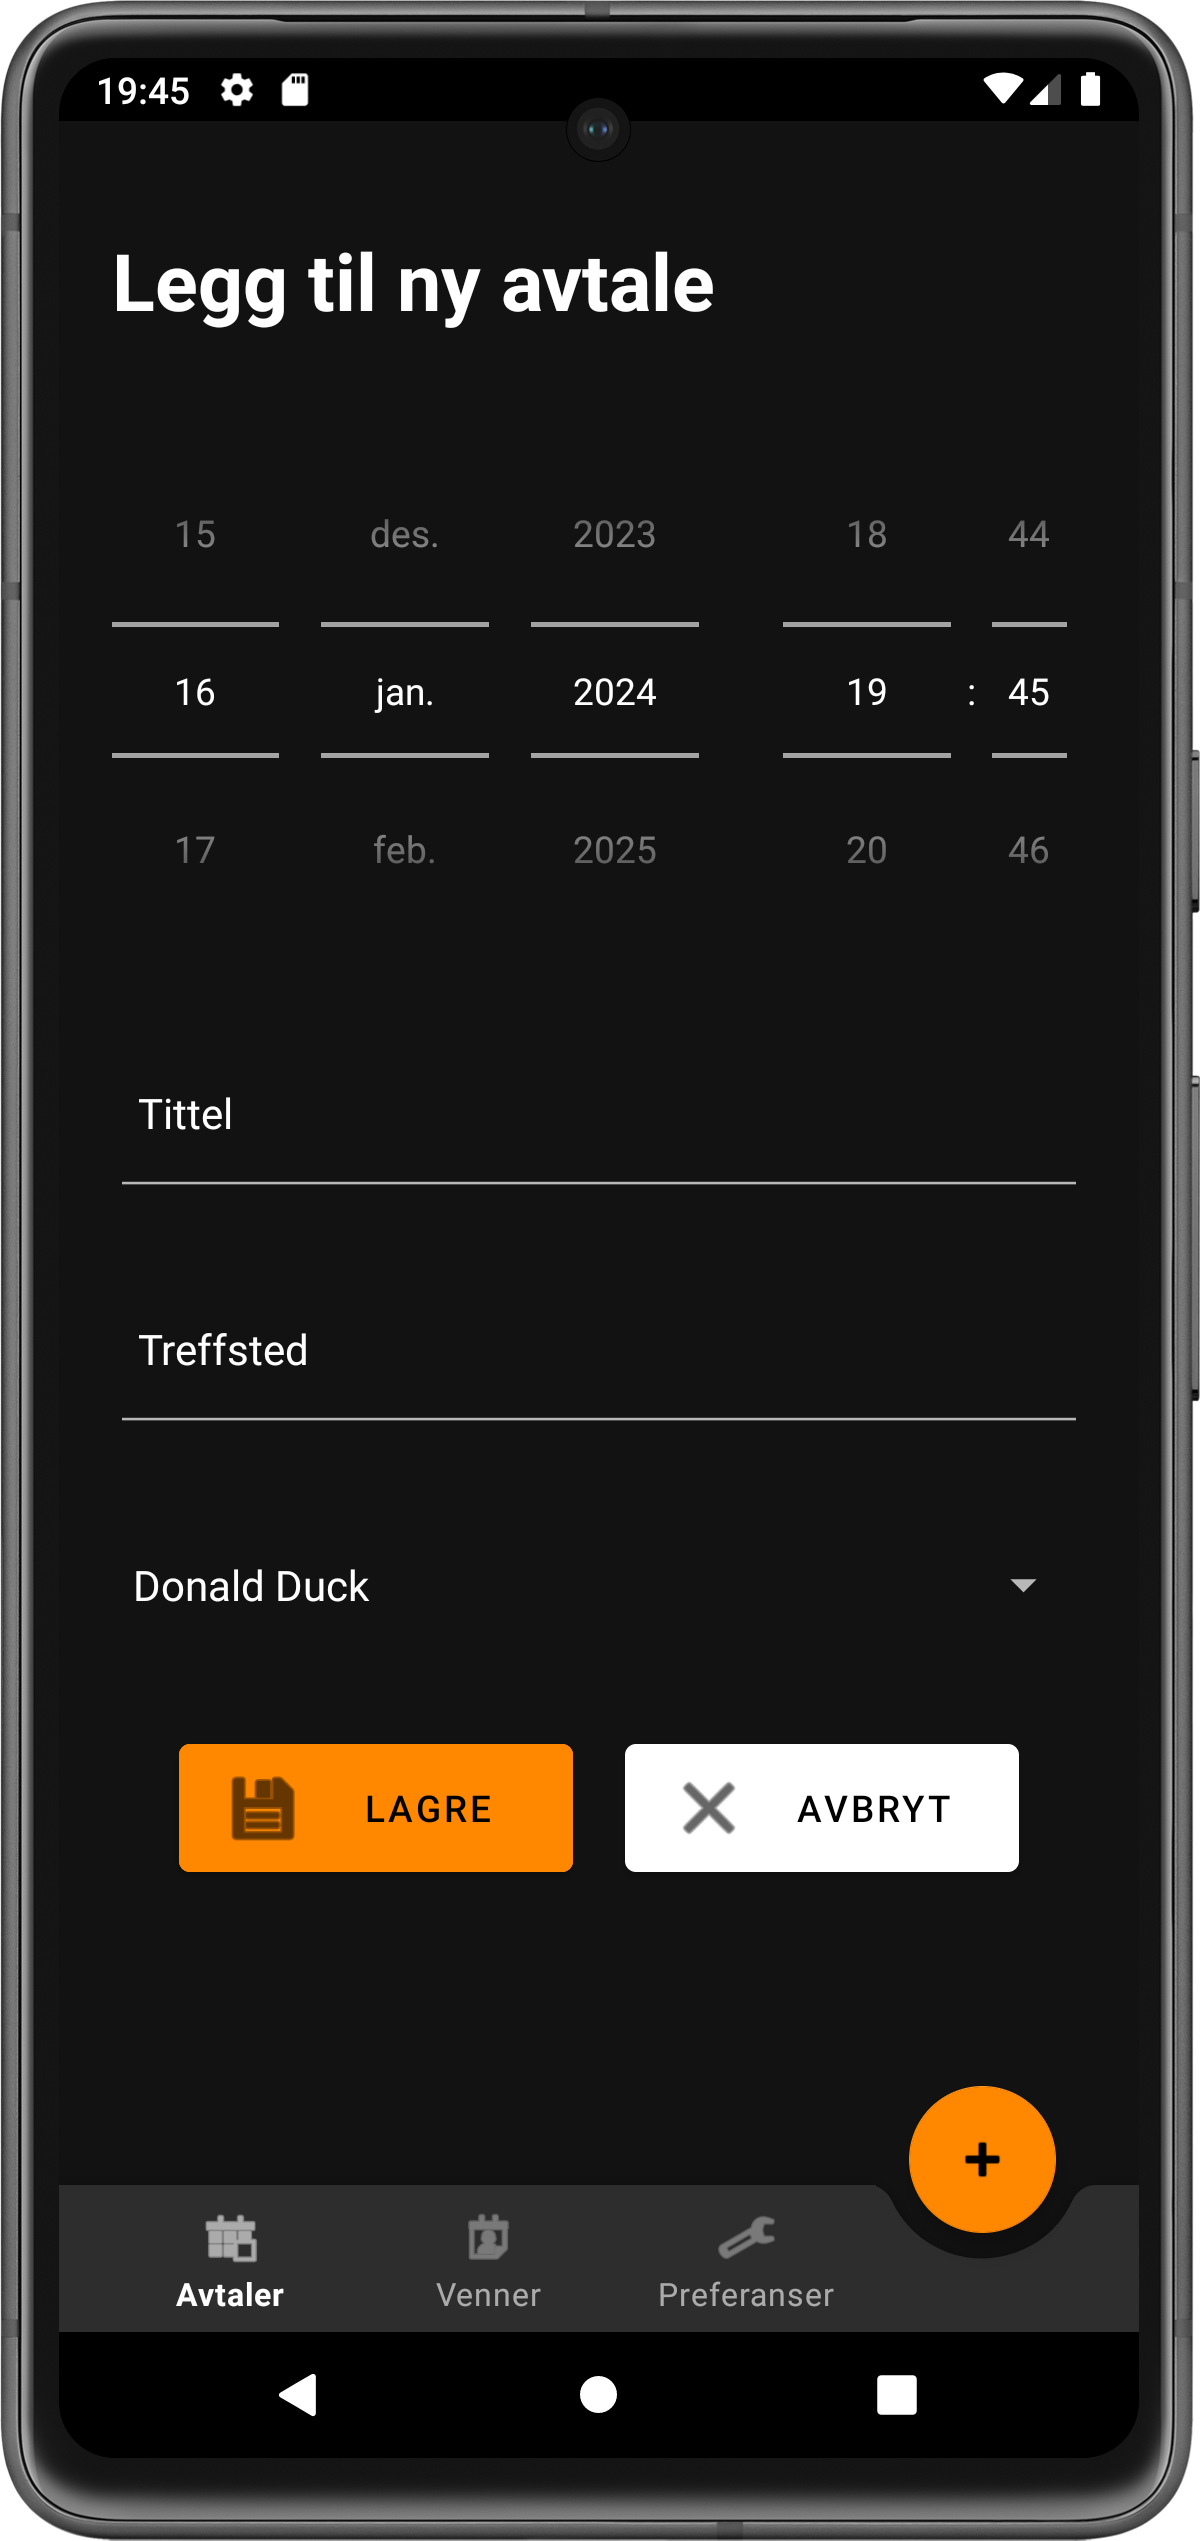 19:45
Legg til ny avtale
15 des. 2023 18 44
16 jan. 2024 19 : 45
17 feb. 2025 20 46
Tittel
Treffsted
Donald Duck
LAGRE AVBRYT
Avtaler Venner Preferanser